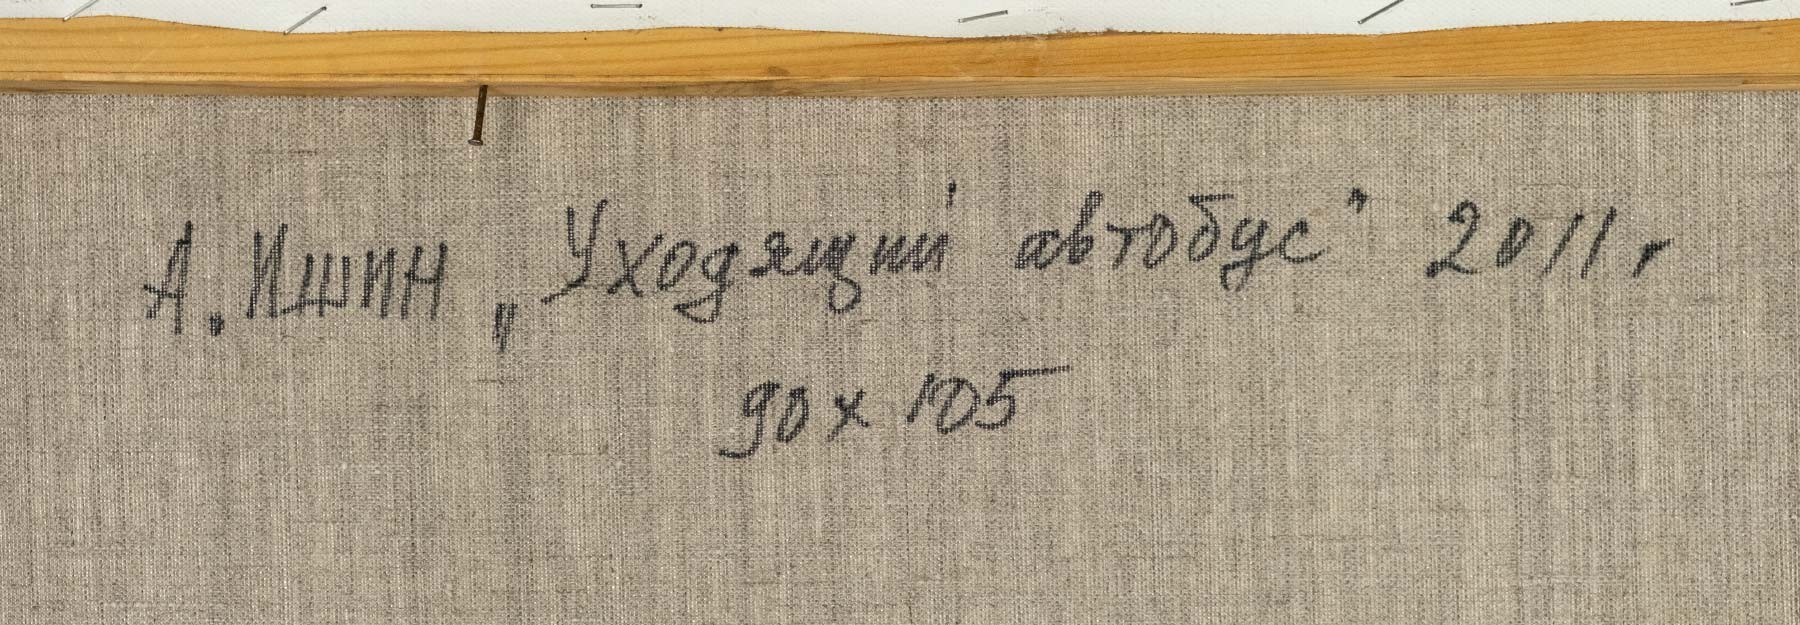 А. Ишин „Уходящий автобус" 2011 г
90 х 105